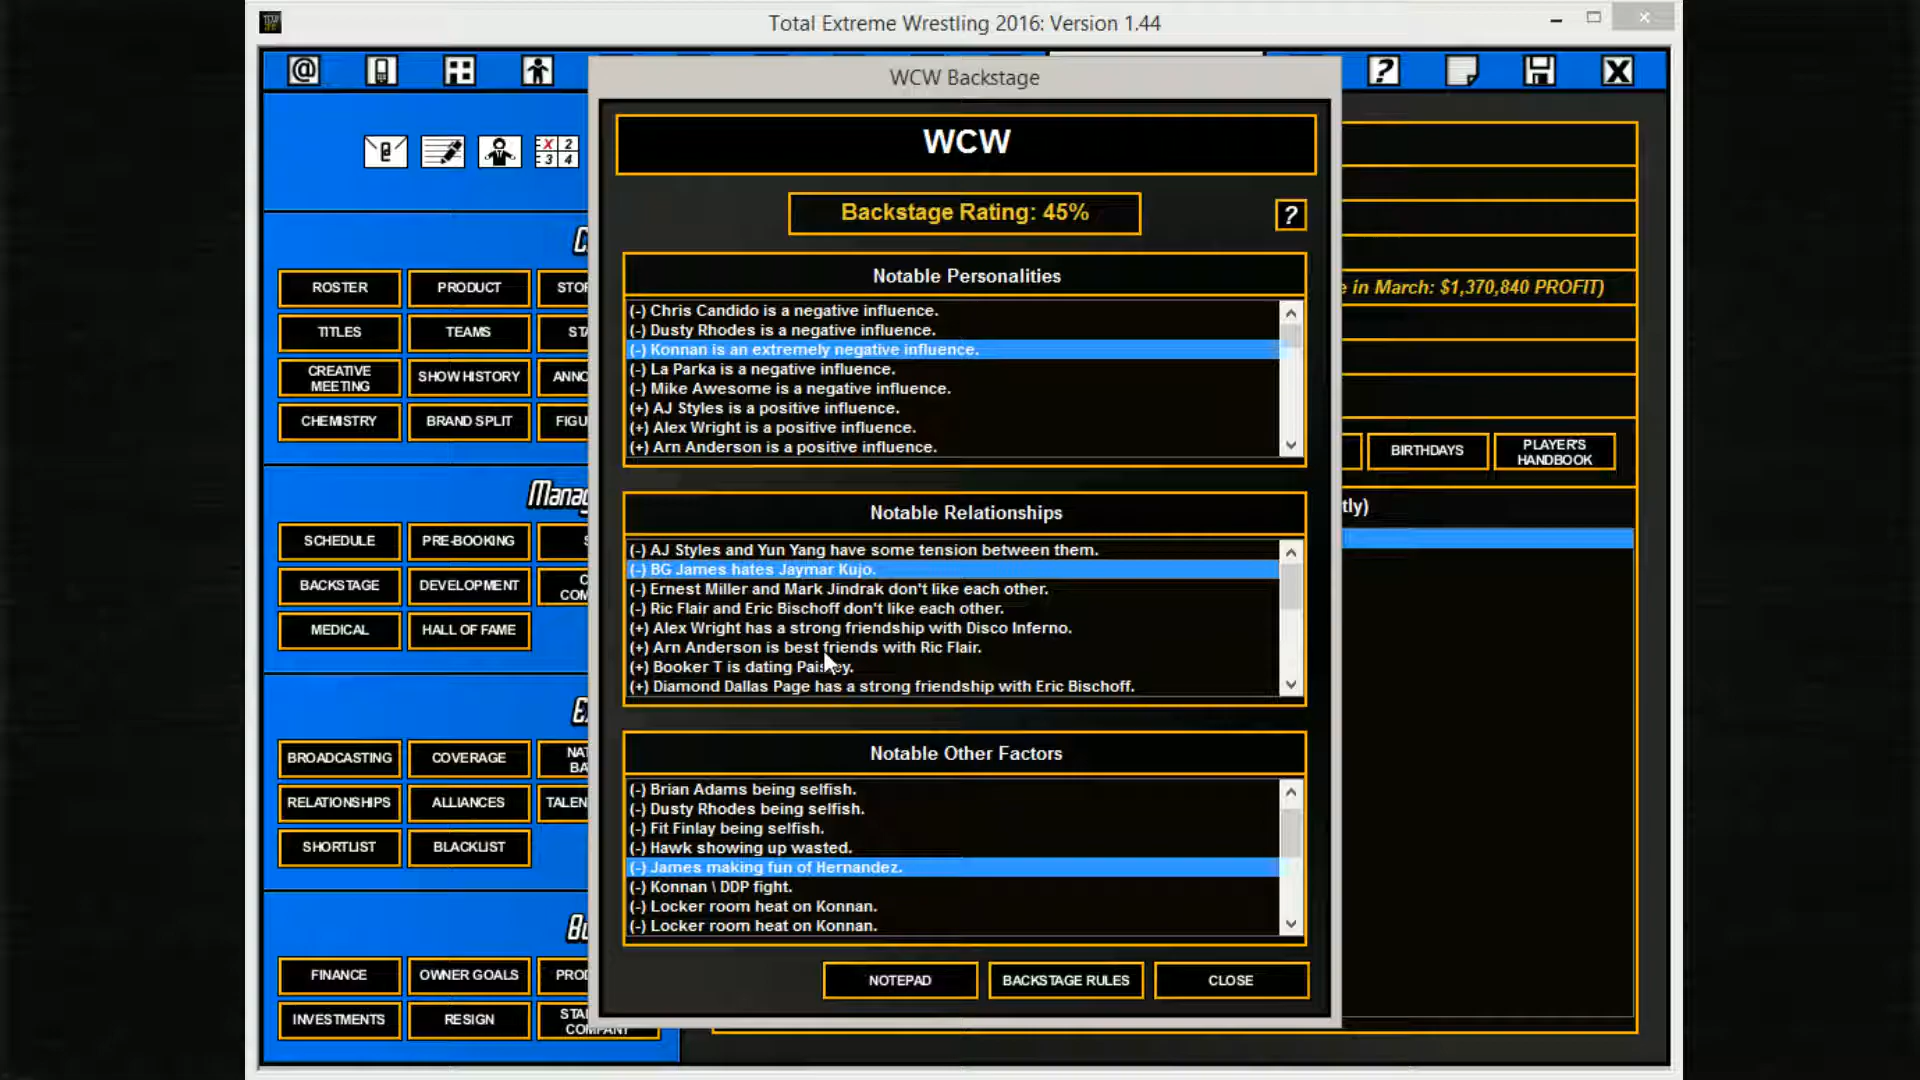 Total Extreme Wrestling 2016: Version 1.44
WCW Backstage
WCW
Backstage Rating: 45%
?
Notable Personalities
(-) Chris Candido is a negative influence.
(-) Dusty Rhodes is a negative influence.
(-) Konnan is an extremely negative influence.
(-) La Parka is a negative influence.
(-) Mike Awesome is a negative influence.
(+) AJ Styles is a positive influence.
(+) Alex Wright is a positive influence.
(+) Arn Anderson is a positive influence.
Notable Relationships
(-) AJ Styles and Yun Yang have some tension between them.
(-) BG James hates Jaymar Kujo.
(-) Ernest Miller and Mark Jindrak don't like each other.
(-) Ric Flair and Eric Bischoff don't like each other.
(+) Alex Wright has a strong friendship with Disco Inferno.
(+) Arn Anderson is best friends with Ric Flair.
(+) Booker T is dating
(+) Diamond Dallas Page has a strong friendship with Eric Bischoff.
Notable Other Factors
(-) Brian Adams being selfish.
(-) Dusty Rhodes being selfish.
(-) Fit Finlay being selfish.
(-) Hawk showing up wasted.
(-) James making fun of Hernandez.
(-) Konnan \ DDP fight.
(-) Locker room heat on Konnan.
(-) Locker room heat on Konnan.
NOTEPAD BACKSTAGE RULES CLOSE
ROSTER PRODUCT
TITLES TEAMS
CREATIVE
MEETING
SHOW HISTORY
CHEMISTRY BRAND SPLIT
SCHEDULE PRE-BOOKING
BACKSTAGE DEVELOPMENT
MEDICAL HALL OF FAME
BROADCASTING COVERAGE
RELATIONSHIPS ALLIANCES
SHORTLIST BLACKLIST
FINANCE OWNER GOALS
INVESTMENTS RESIGN
COMPANY
in March: $1,370,840 PROFIT)
BIRTHDAYS
PLAYER'S
HANDBOOK